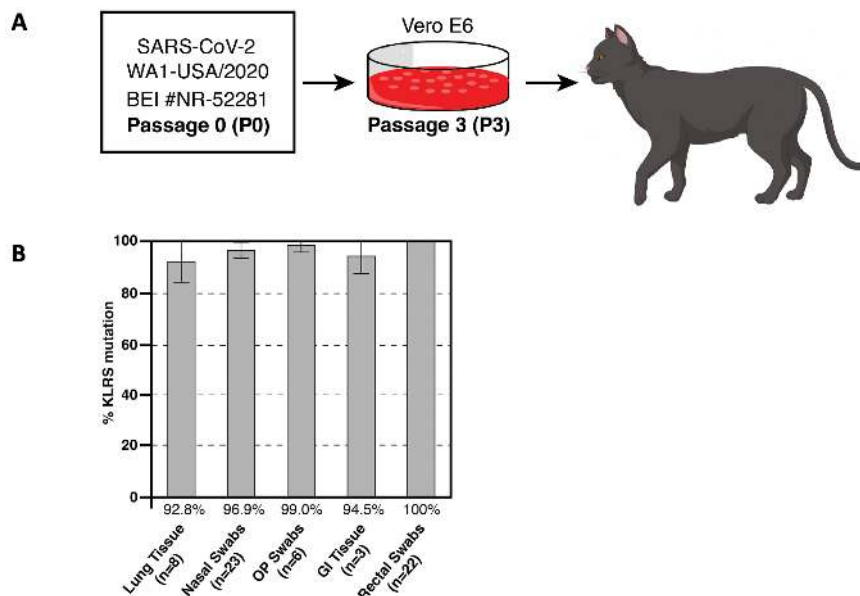 A
SARS-CoV-2
WA1-USA/2020
BEI #NR-52281
Passage 0 (P0)
Vero E6
Passage 3 (P3)
B
% KLRS mutation
100
80
60
40
20
0
92.8%
96.9%
99.0%
94.5%
100%
Lung Tissue
(n=8)
Nasal Swabs
(n=23)
OP Swabs
(n=6)
GI Tissue
(n=3)
Rectal Swabs
(n=22)